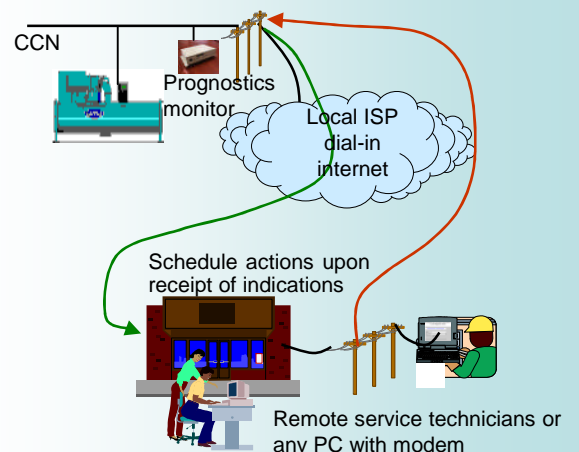 CCN
Prognostics
monitor
Local ISP
dial-in
internet
Schedule actions upon
receipt of indications
Remote service technicians or
any PC with modem